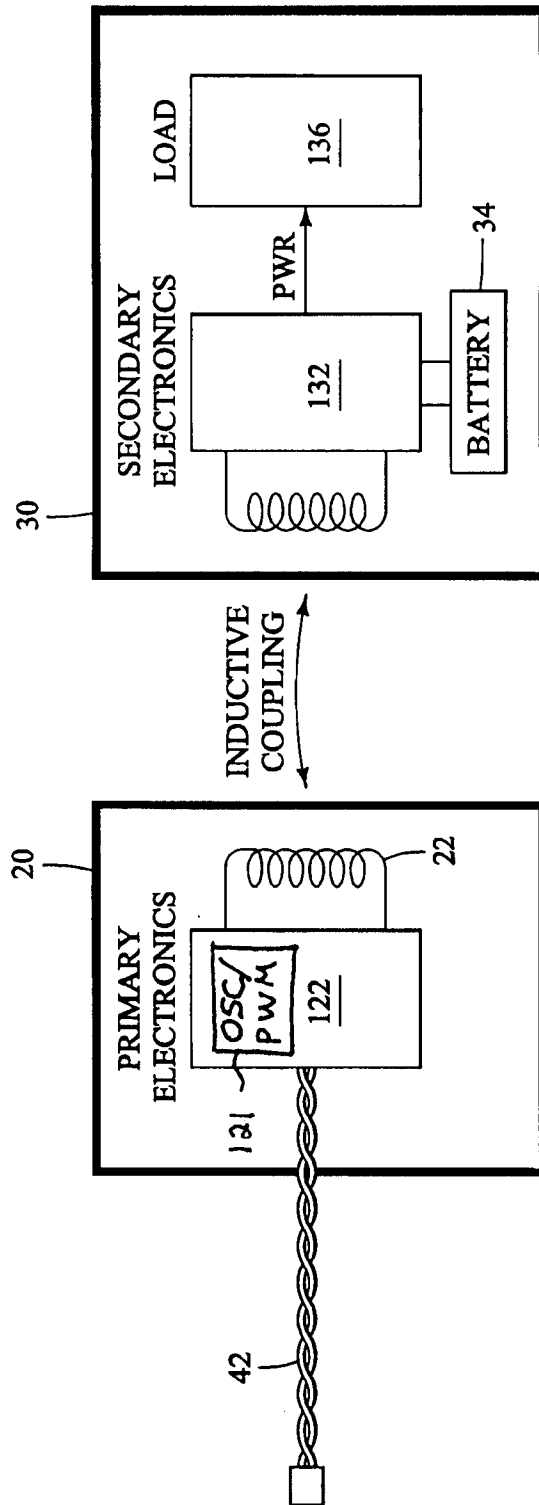 20
PRIMARY
ELECTRONICS
OSC/
PWM
121
122
22
42
INDUCTIVE
COUPLING
30
SECONDARY
ELECTRONICS
132
PWR
LOAD
136
BATTERY
34